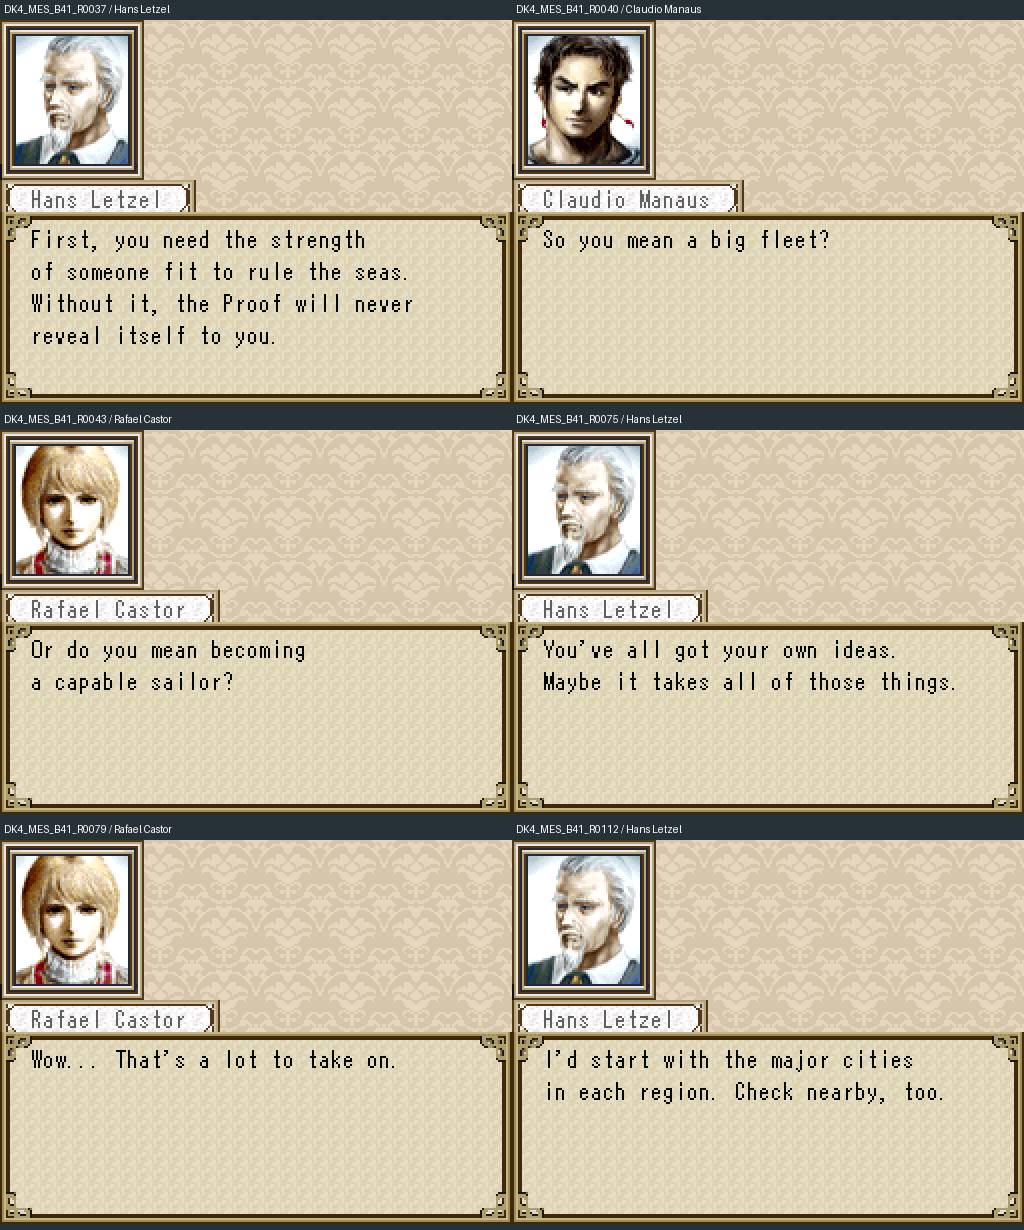 DK4_MES_B41_R0037 / Hans Letzel
Hans Letzel
First, you need the strength
of someone fit to rule the seas.
Without it, the Proof will never
reveal itself to you.
DK4_MES_B41_R0040 / Claudio Manaus
Claudio Manaus
So you mean a big fleet?
DK4_MES_B41_R0043 / Rafael Castor
Rafael Castor
Or do you mean becoming
a capable sailor?
DK4_MES_B41_R0075 / Hans Letzel
Hans Letzel
You've all got your own ideas.
Maybe it takes all of those things.
DK4_MES_B41_R0079 / Rafael Castor
Rafael Castor
Wow... That's a lot to take on.
DK4_MES_B41_R0112 / Hans Letzel
Hans Letzel
I'd start with the major cities
in each region. Check nearby, too.